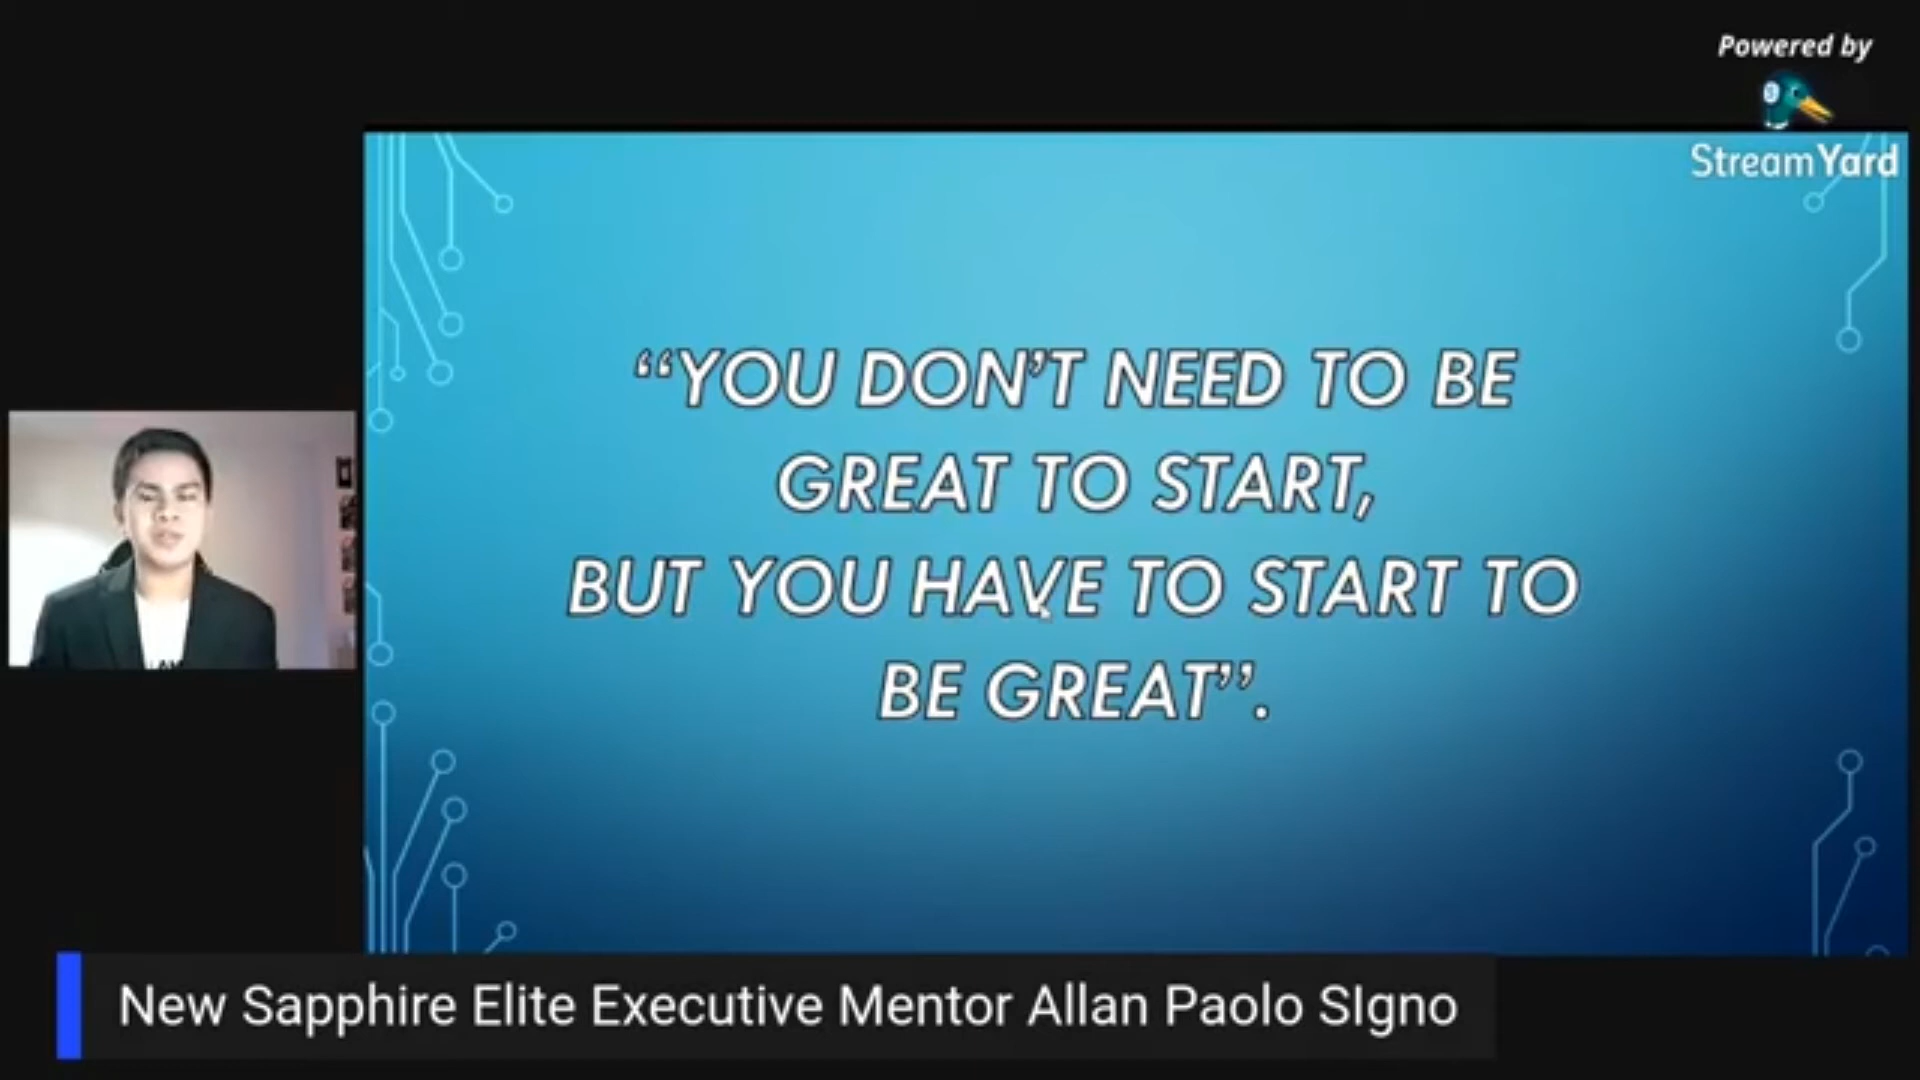 Powered by
StreamYard
“YOU DON’T NEED TO BE
GREAT TO START,
BUT YOU HAVE TO START TO
BE GREAT”.
New Sapphire Elite Executive Mentor Allan Paolo SIgno